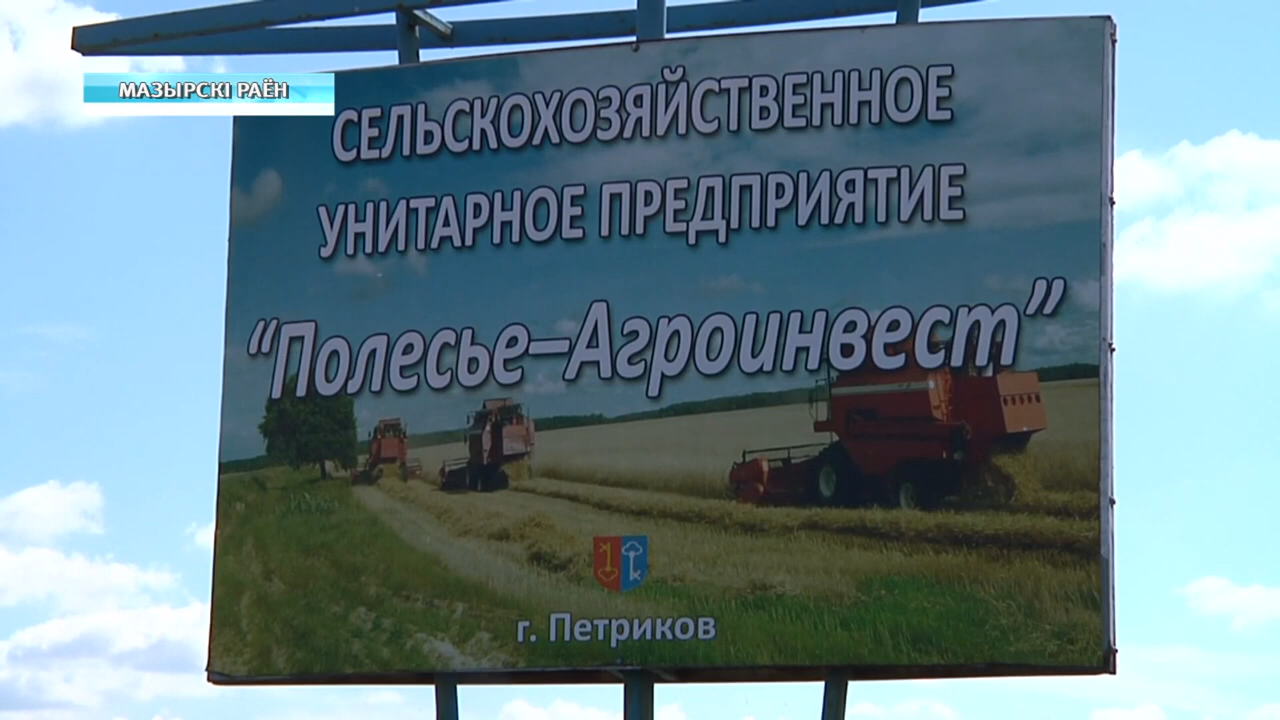 МАЗЫРСКІ РАЁН
СЕЛЬСКОХОЗЯЙСТВЕННОЕ
УНИТАРНОЕ ПРЕДПРИЯТИЕ
“Полесье–Агроинвест”
г. Петриков